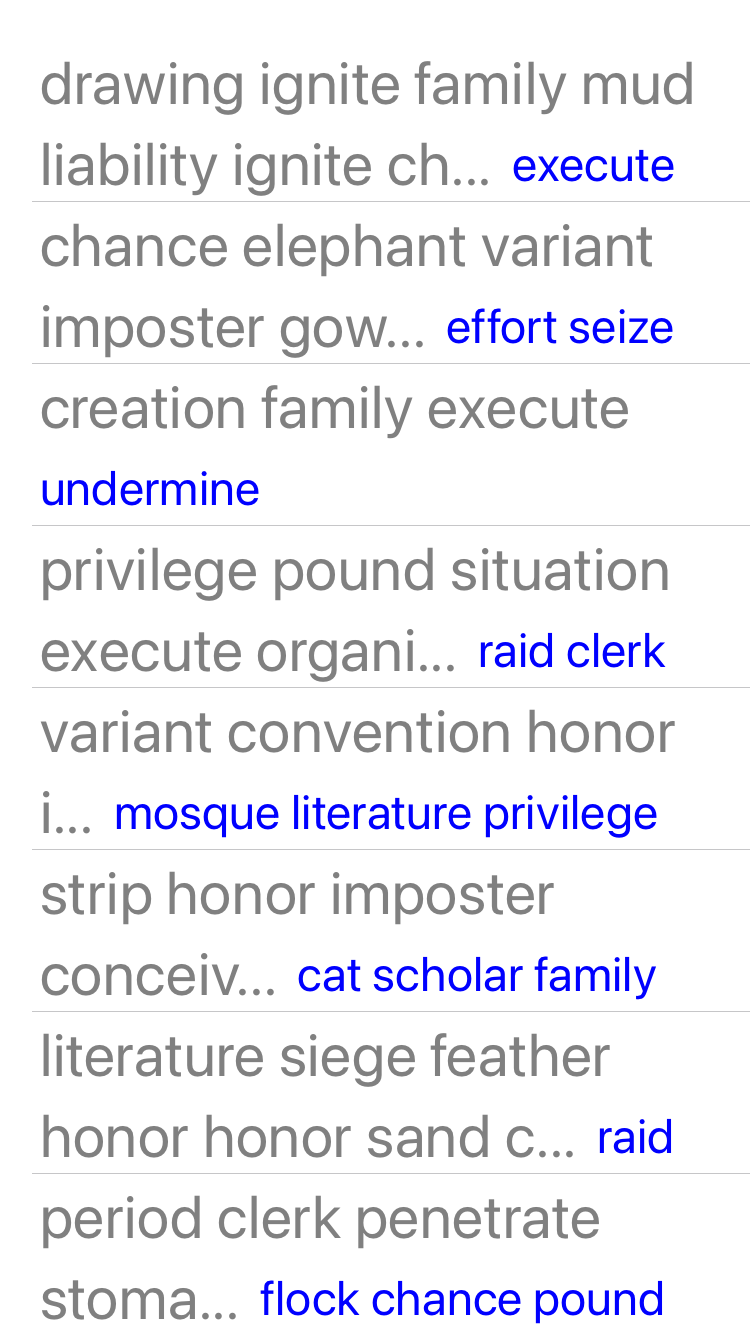 drawing ignite family mud
liability ignite ch... execute
chance elephant variant
imposter gow... effort seize
creation family execute
undermine
privilege pound situation
execute organi... raid clerk
variant convention honor
i... mosque literature privilege
strip honor imposter
conceiv... cat scholar family
literature siege feather
honor honor sand c... raid
period clerk penetrate
stoma... flock chance pound